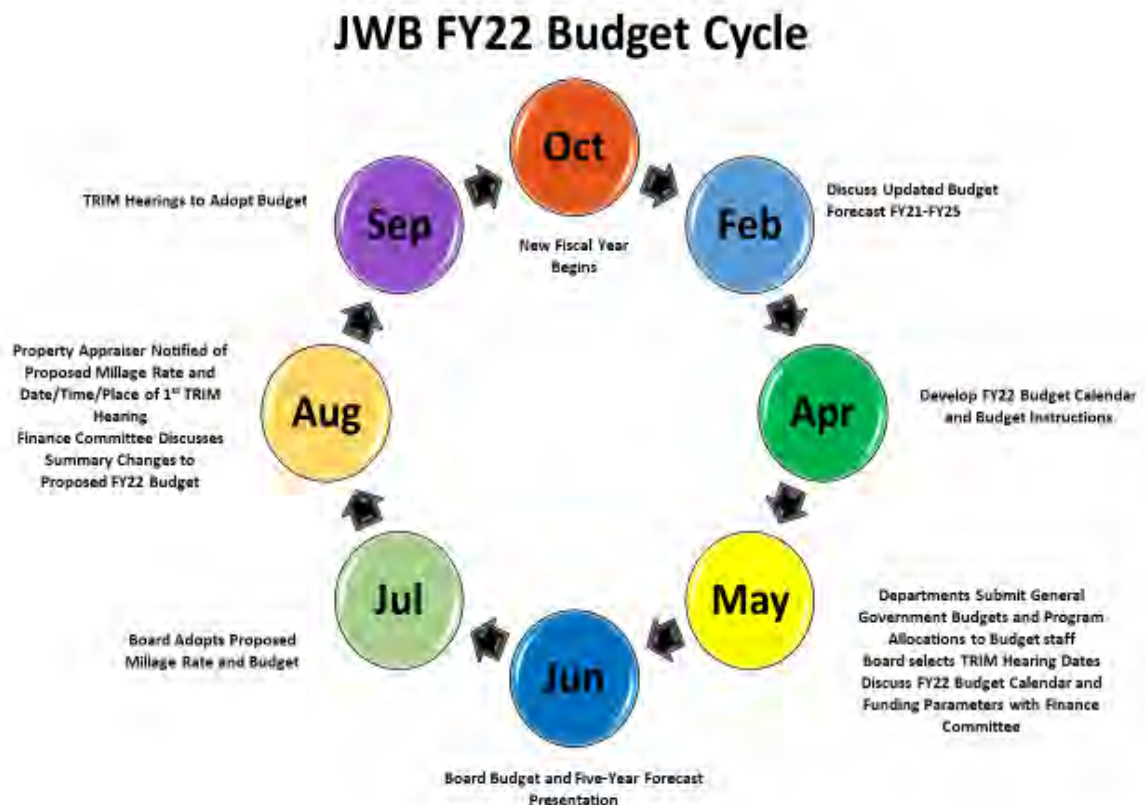 JWB FY22 Budget Cycle
Oct
New Fiscal Year
Begins
Feb
Discuss Updated Budget
Forecast FY21-FY25
Apr
Develop FY22 Budget Calendar
and Budget Instructions
May
Departments Submit General
Government Budgets and Program
Allocations to Budget staff
Board selects TRIM Hearing Dates
Discuss FY22 Budget Calendar and
Funding Parameters with Finance
Committee
Jun
Board Budget and Five-Year Forecast
Presentation
Jul
Board Adopts Proposed
Millage Rate and Budget
Aug
Property Appraiser Notified of
Proposed Millage Rate and
Date/Time/Place of 1st TRIM
Hearing
Finance Committee Discusses
Summary Changes to
Proposed FY22 Budget
Sep
TRIM Hearings to Adopt Budget